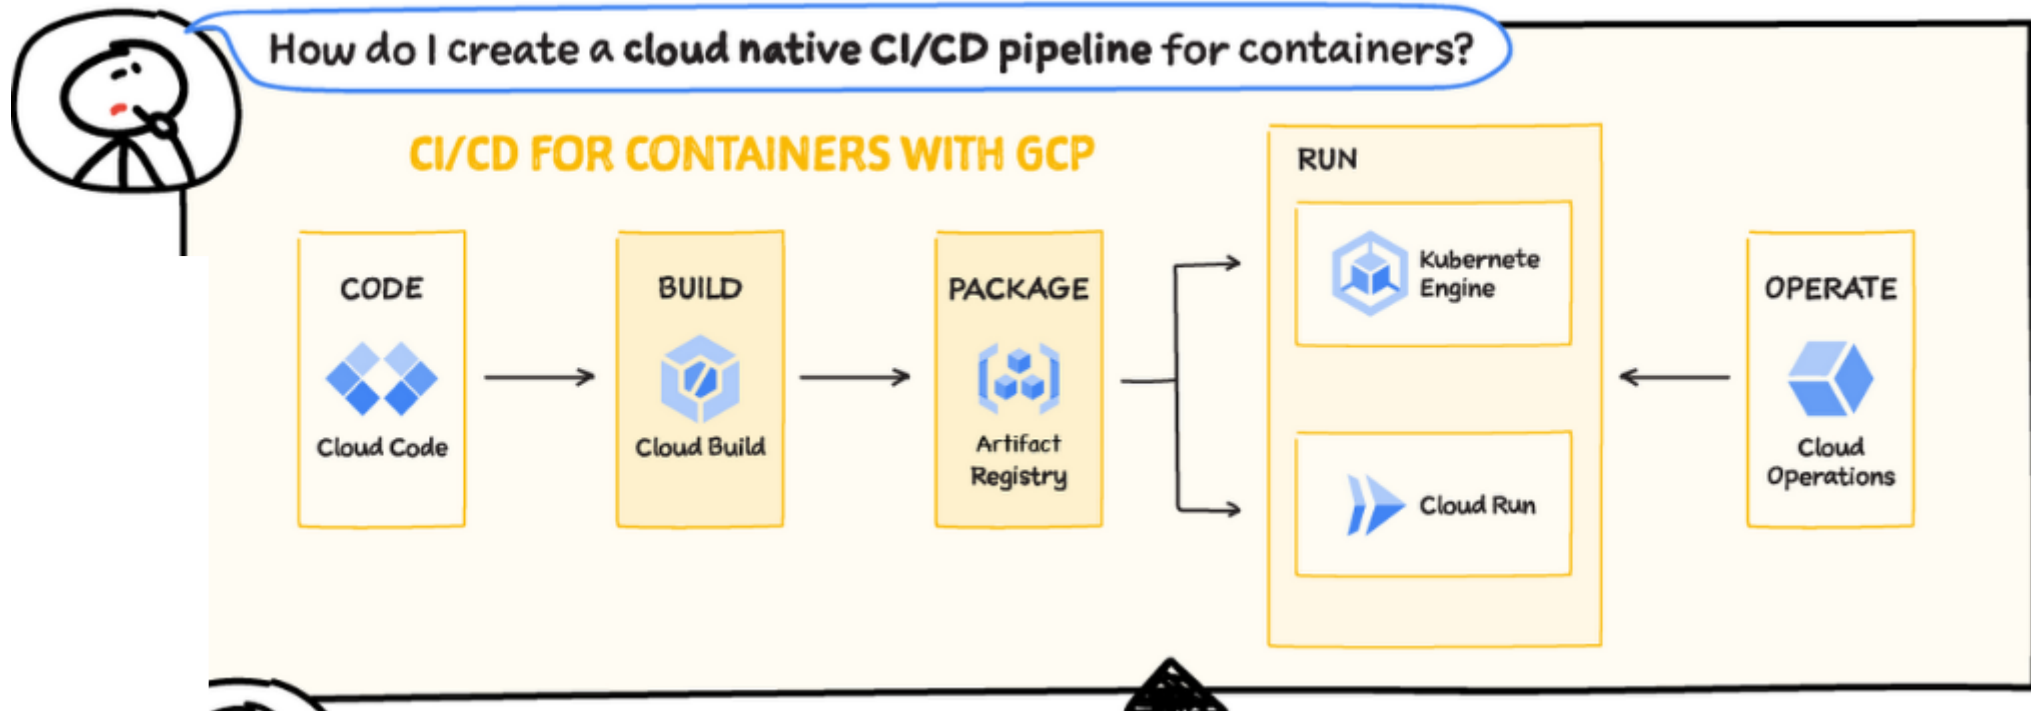 How do I create a cloud native CI/CD pipeline for containers?
CI/CD FOR CONTAINERS WITH GCP
CODE
Cloud Code
BUILD
Cloud Build
PACKAGE
Artifact
Registry
RUN
Kubernete
Engine
Cloud Run
OPERATE
Cloud
Operations